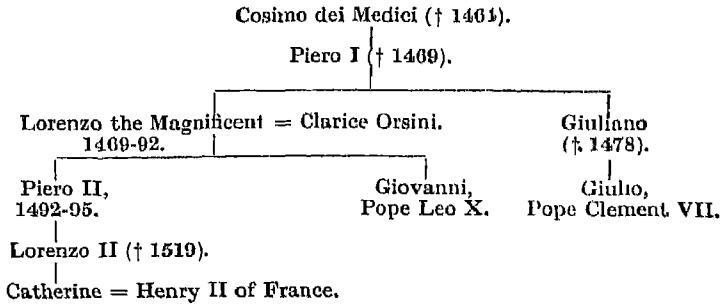 Cosimo dei Medici († 1464).
Piero I († 1469).
Lorenzo the Magnificent = Clarice Orsini. Giuliano
1469-92. († 1478).
Piero II, Giovanni, Giulio,
1492-95. Pope Leo X. Pope Clement VII.
Lorenzo II († 1519).
Catherine = Henry II of France.